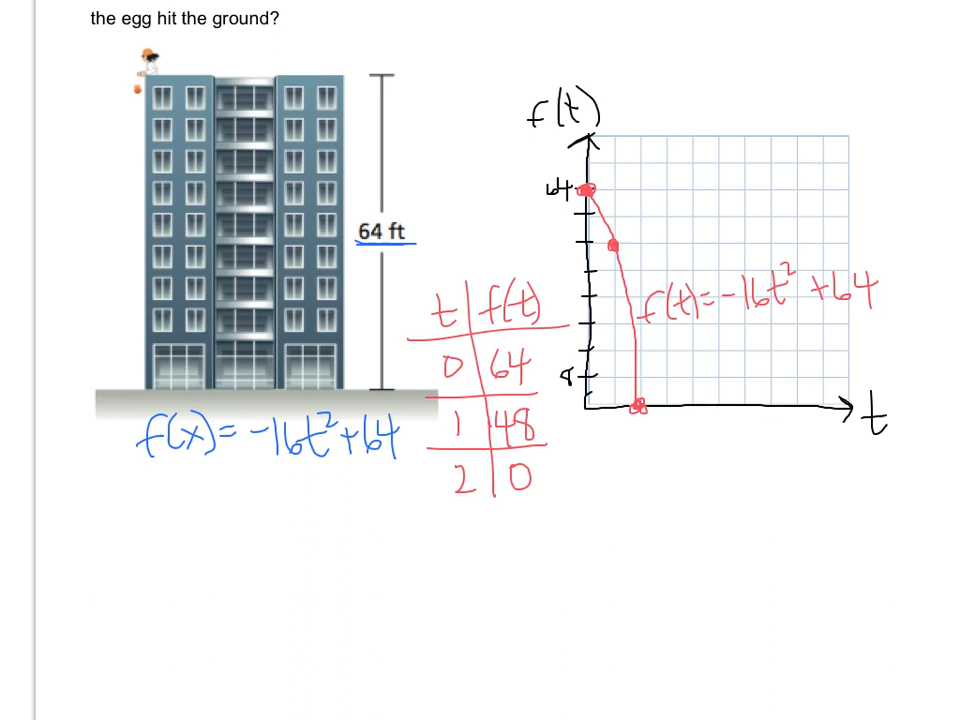 the egg hit the ground?
f(t)
64
64 ft
t f(t)
f(t)=-16t²+64
0 64
8
1 48
t
f(x)=-16t²+64
2 0